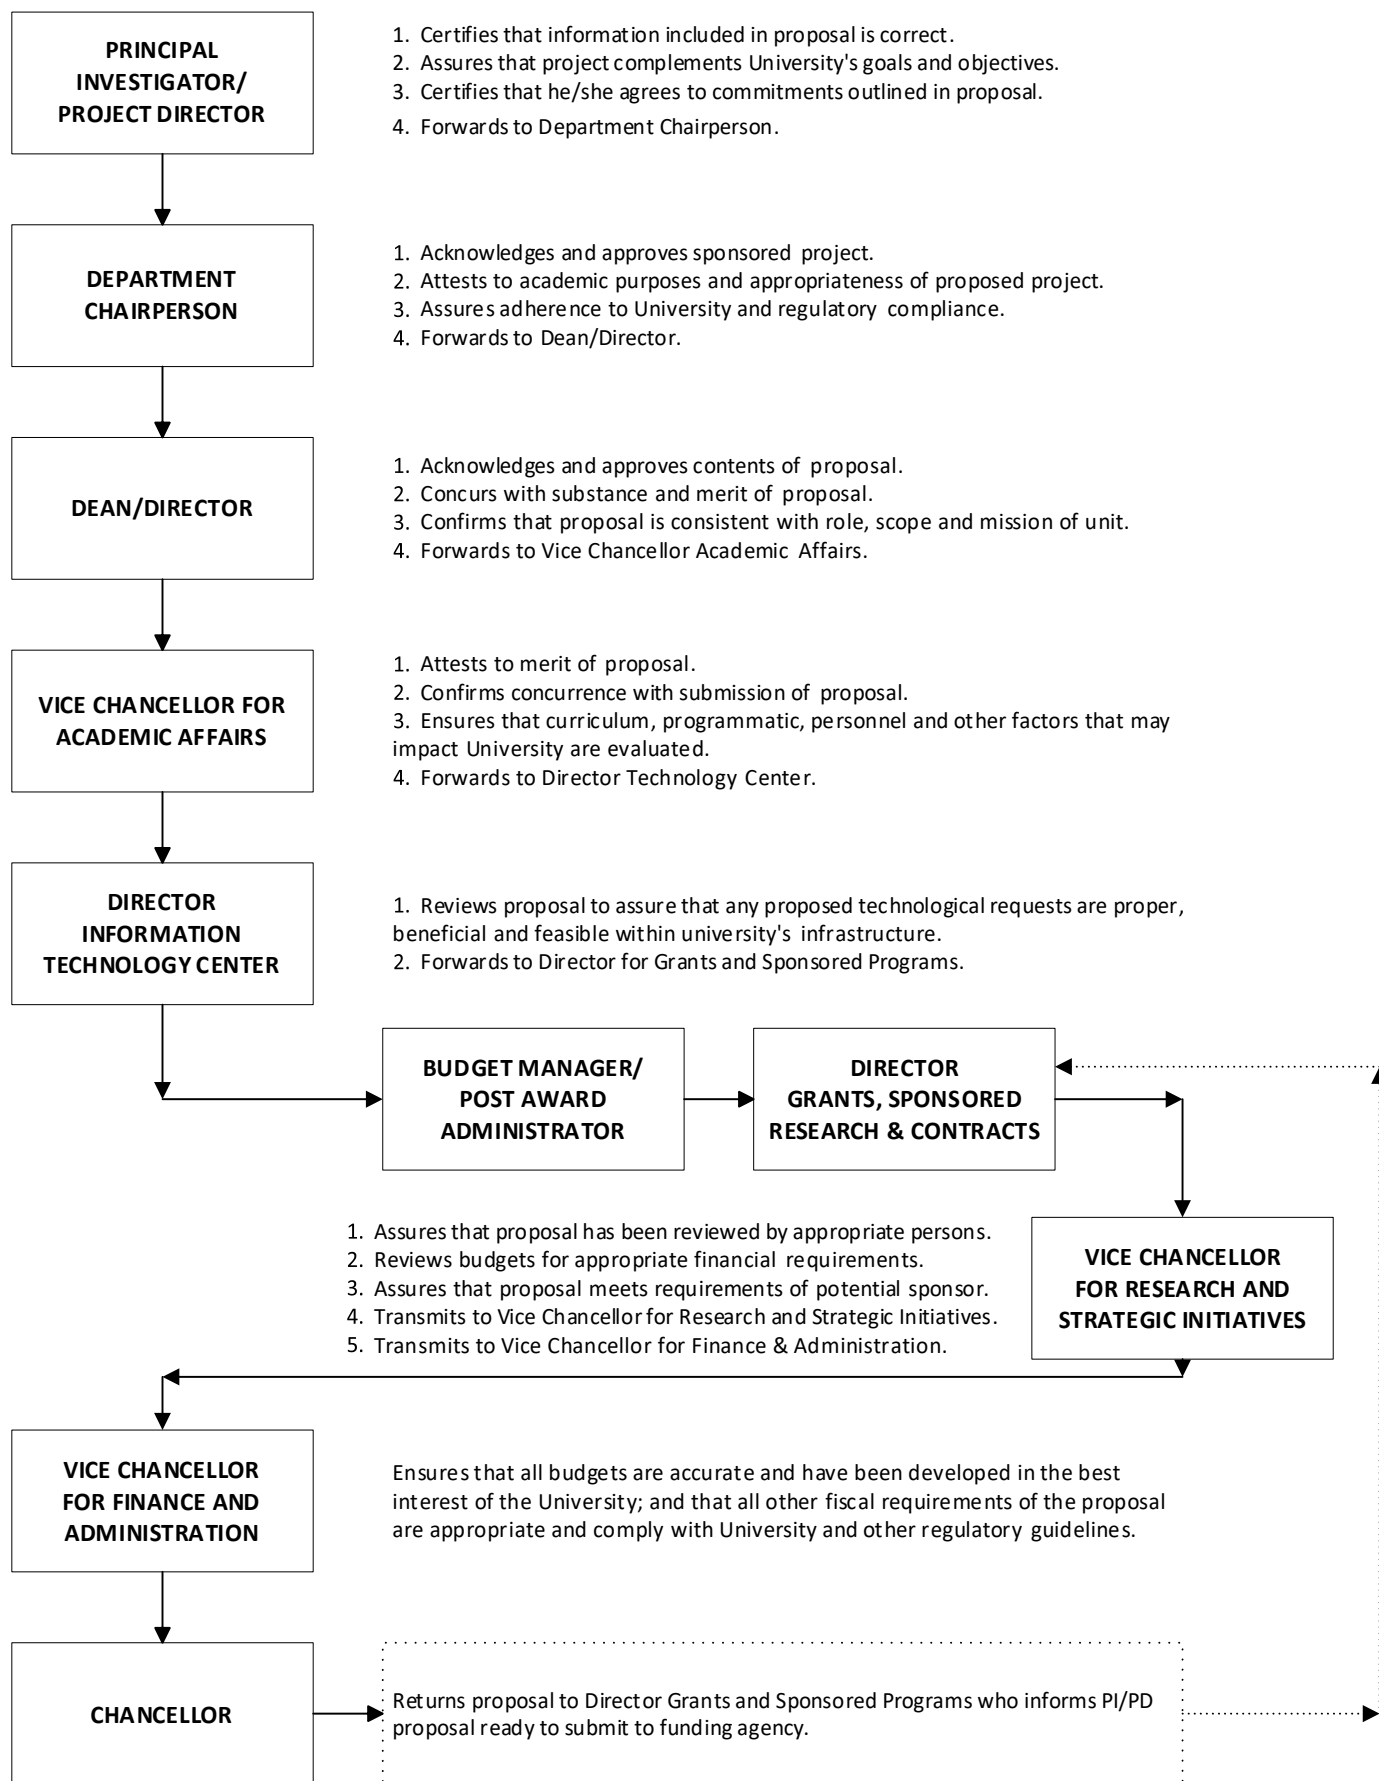 PRINCIPAL
INVESTIGATOR/
PROJECT DIRECTOR
1. Certifies that information included in proposal is correct.
2. Assures that project complements University's goals and objectives.
3. Certifies that he/she agrees to commitments outlined in proposal.
4. Forwards to Department Chairperson.
DEPARTMENT
CHAIRPERSON
1. Acknowledges and approves sponsored project.
2. Attests to academic purposes and appropriateness of proposed project.
3. Assures adherence to University and regulatory compliance.
4. Forwards to Dean/Director.
DEAN/DIRECTOR
1. Acknowledges and approves contents of proposal.
2. Concurs with substance and merit of proposal.
3. Confirms that proposal is consistent with role, scope and mission of unit.
4. Forwards to Vice Chancellor Academic Affairs.
VICE CHANCELLOR FOR
ACADEMIC AFFAIRS
1. Attests to merit of proposal.
2. Confirms concurrence with submission of proposal.
3. Ensures that curriculum, programmatic, personnel and other factors that may
impact University are evaluated.
4. Forwards to Director Technology Center.
DIRECTOR
INFORMATION
TECHNOLOGY CENTER
1. Reviews proposal to assure that any proposed technological requests are proper,
beneficial and feasible within university's infrastructure.
2. Forwards to Director for Grants and Sponsored Programs.
BUDGET MANAGER/
POST AWARD
ADMINISTRATOR
DIRECTOR
GRANTS, SPONSORED
RESEARCH & CONTRACTS
1. Assures that proposal has been reviewed by appropriate persons.
2. Reviews budgets for appropriate financial requirements.
3. Assures that proposal meets requirements of potential sponsor.
4. Transmits to Vice Chancellor for Research and Strategic Initiatives.
5. Transmits to Vice Chancellor for Finance & Administration.
VICE CHANCELLOR
FOR RESEARCH AND
STRATEGIC INITIATIVES
VICE CHANCELLOR
FOR FINANCE AND
ADMINISTRATION
Ensures that all budgets are accurate and have been developed in the best
interest of the University; and that all other fiscal requirements of the proposal
are appropriate and comply with University and other regulatory guidelines.
CHANCELLOR
Returns proposal to Director Grants and Sponsored Programs who informs PI/PD
proposal ready to submit to funding agency.